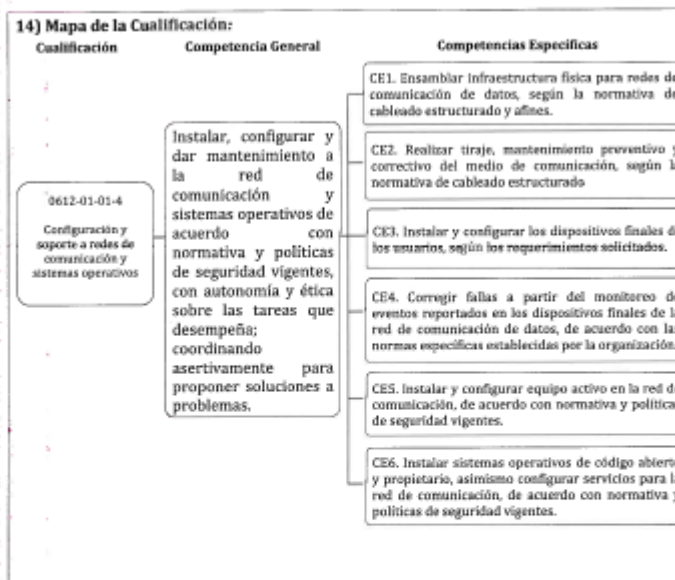 14) Mapa de la Cualificación:
Cualificación
Competencia General
Competencias Específicas
0612-01-01-4
Configuración y
soporte a redes de
comunicación y
sistemas operativos
Instalar, configurar y
dar mantenimiento a
la red de
comunicación y
sistemas operativos de
acuerdo con
normativa y políticas
de seguridad vigentes,
con autonomía y ética
sobre las tareas que
desempeña;
coordinando
asertivamente para
proponer soluciones a
problemas.
CE1. Ensamblar infraestructura física para redes de
comunicación de datos, según la normativa de
cableado estructurado y afines.
CE2. Realizar tiraje, mantenimiento preventivo y
correctivo del medio de comunicación, según l
normativa de cableado estructurado
CE3. Instalar y configurar los dispositivos finales d
los usuarios, según los requerimientos solicitados.
CE4. Corregir fallas a partir del monitoreo de
eventos reportados en los dispositivos finales de l
red de comunicación de datos, de acuerdo con la
normas específicas establecidas por la organización.
CE5. Instalar y configurar equipo activo en la red d
comunicación, de acuerdo con normativa y política
de seguridad vigentes.
CE6. Instalar sistemas operativos de código abierto
y propietario, asimismo configurar servicios para l
red de comunicación, de acuerdo con normativa y
políticas de seguridad vigentes.